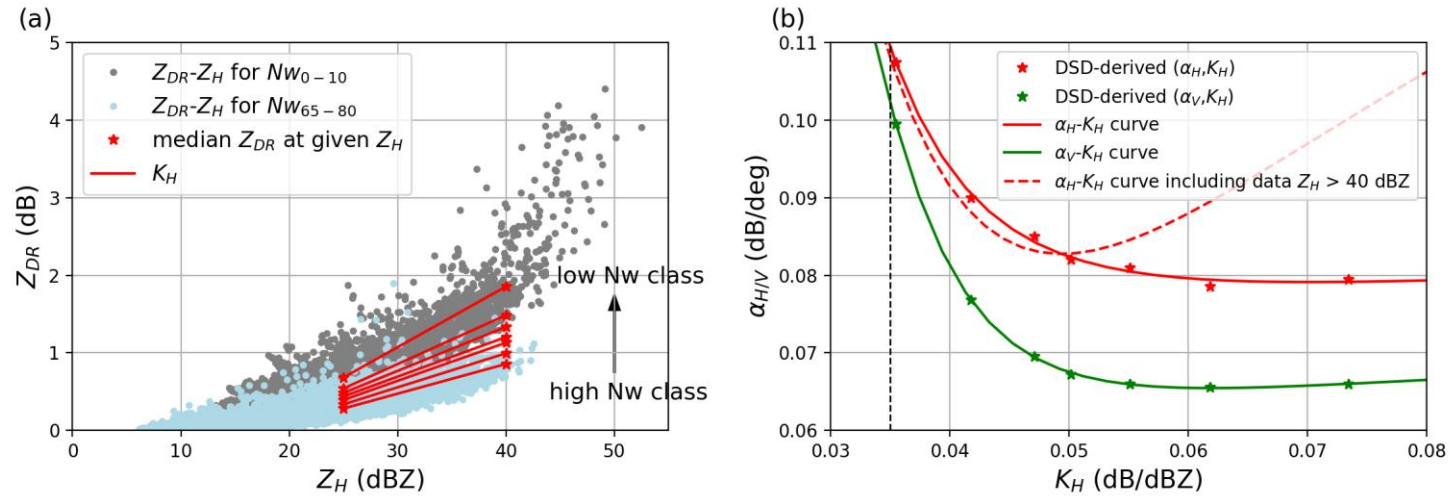 (a)
5
4
3
2
1
0
Z_DR (dB)
Z_DR-Z_H for Nw_0−10
Z_DR-Z_H for Nw_65−80
median Z_DR at given Z_H
K_H
low Nw class
high Nw class
0 10 20 30 40 50
Z_H (dBZ)
(b)
0.11
0.10
0.09
0.08
0.07
0.06
α_H/V (dB/deg)
DSD-derived (α_H,K_H)
DSD-derived (α_V,K_H)
α_H-K_H curve
α_V-K_H curve
α_H-K_H curve including data Z_H > 40 dBZ
0.03 0.04 0.05 0.06 0.07 0.08
K_H (dB/dBZ)